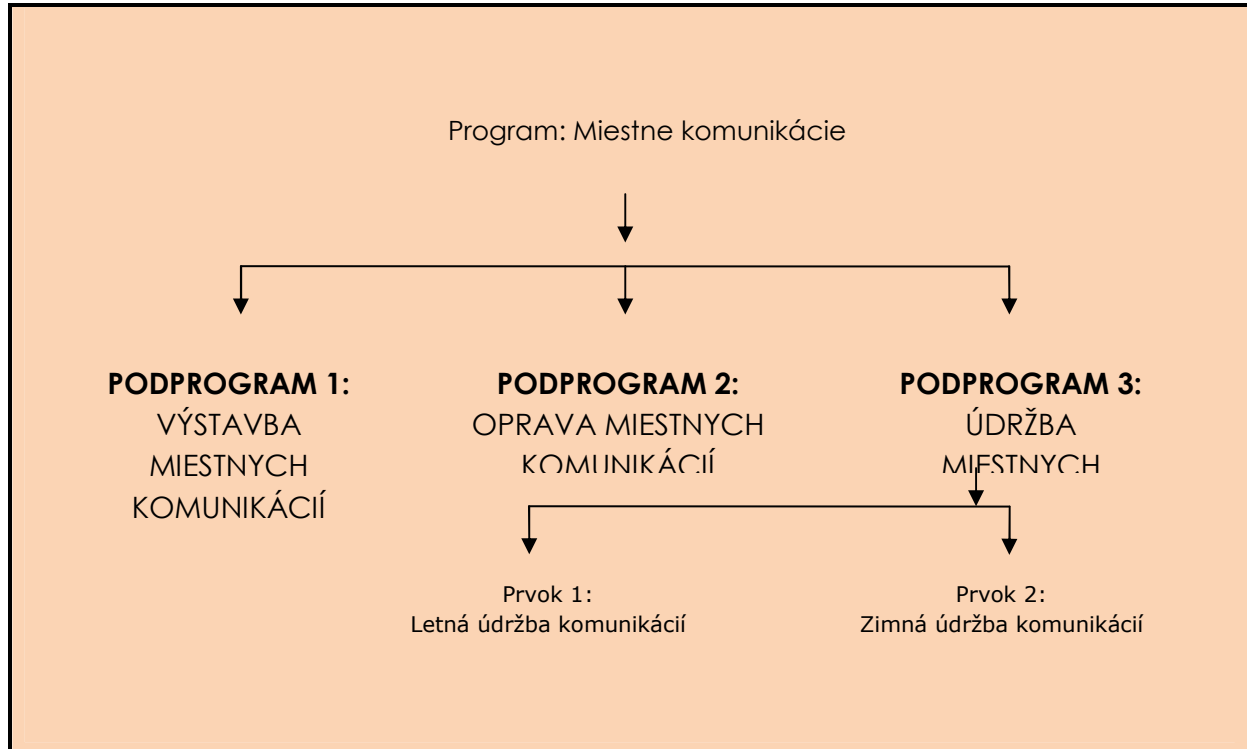 Program: Miestne komunikácie
PODPROGRAM 1:
VÝSTAVBA
MIESTNYCH
KOMUNIKÁCIÍ
PODPROGRAM 2:
OPRAVA MIESTNYCH
KOMUNIKÁCIÍ
PODPROGRAM 3:
ÚDRŽBA
MIESTNYCH
Prvok 1:
Letná údržba komunikácií
Prvok 2:
Zimná údržba komunikácií